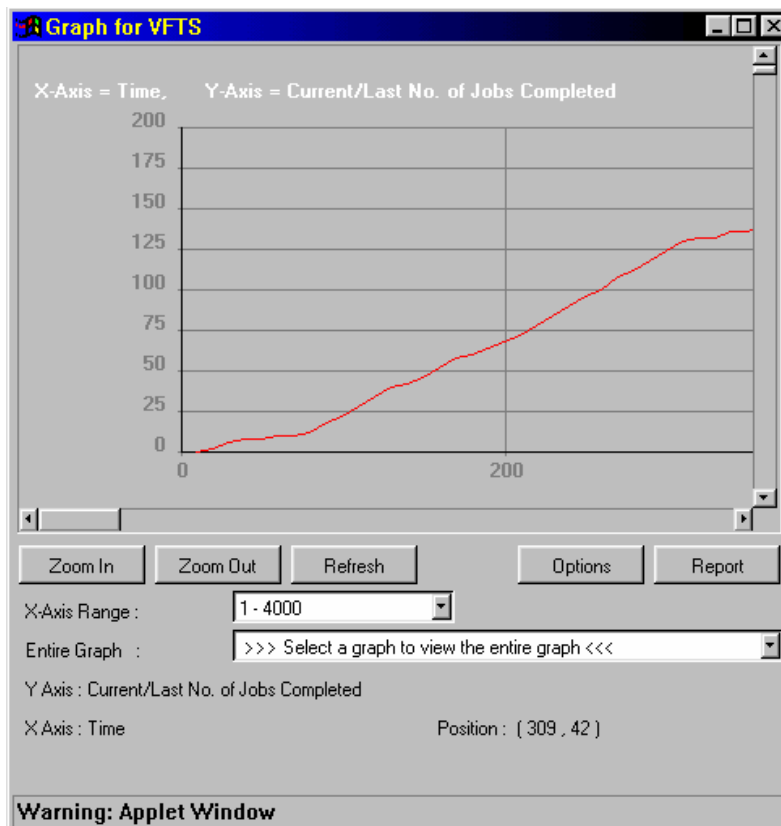 Graph for VFTS
X-Axis = Time, Y-Axis = Current/Last No. of Jobs Completed
200
175
150
125
100
75
50
25
0
0 200
Zoom In Zoom Out Refresh Options Report
X-Axis Range : 1 - 4000
Entire Graph : >>> Select a graph to view the entire graph <<<
Y Axis : Current/Last No. of Jobs Completed
X Axis : Time Position : ( 309 , 42 )
Warning: Applet Window